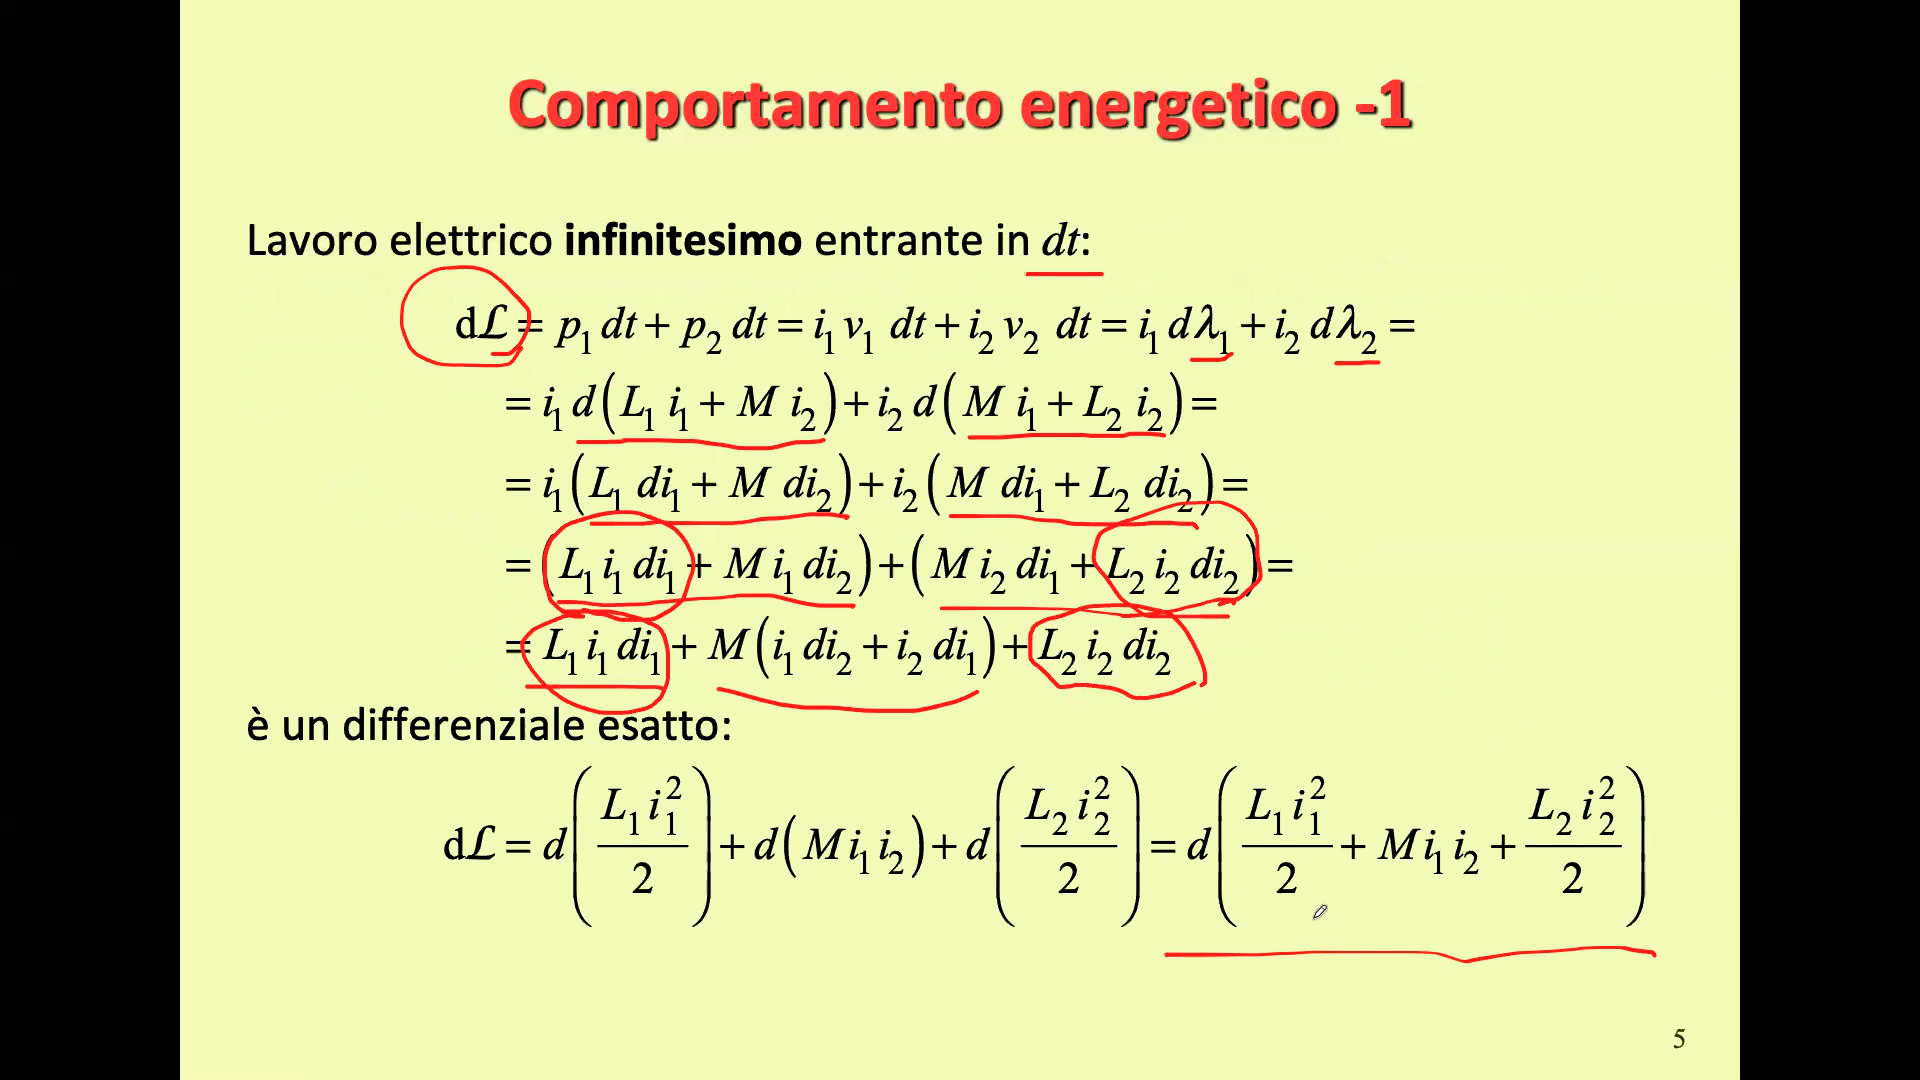 Comportamento energetico -1
Lavoro elettrico infinitesimo entrante in dt:
dℒ = p₁ dt + p₂ dt = i₁ v₁ dt + i₂ v₂ dt = i₁ dλ₁ + i₂ dλ₂ =
= i₁ d(L₁ i₁ + M i₂) + i₂ d(M i₁ + L₂ i₂) =
= i₁(L₁ di₁ + M di₂) + i₂(M di₁ + L₂ di₂) =
= (L₁ i₁ di₁ + M i₁ di₂) + (M i₂ di₁ + L₂ i₂ di₂) =
= L₁ i₁ di₁ + M(i₁ di₂ + i₂ di₁) + L₂ i₂ di₂
è un differenziale esatto:
dℒ = d(L₁ i₁²/2) + d(M i₁ i₂) + d(L₂ i₂²/2) = d(L₁ i₁²/2 + M i₁ i₂ + L₂ i₂²/2)
5